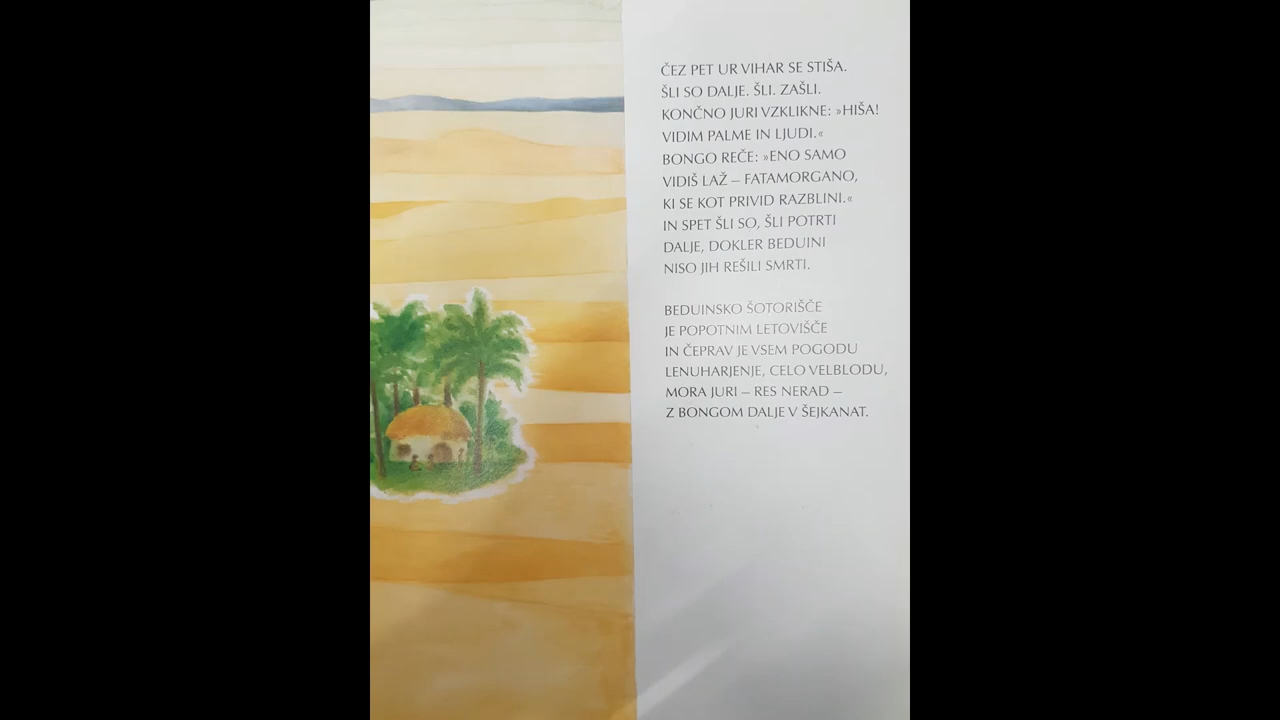 ČEZ PET UR VIHAR SE STIŠA.
ŠLI SO DALJE. ŠLI. ZAŠLI.
KONČNO JURI VZKLIKNE: »HIŠA!
VIDIM PALME IN LJUDI.«
BONGO REČE: »ENO SAMO
VIDIŠ LAŽ – FATAMORGANO,
KI SE KOT PRIVID RAZBLINI.«
IN SPET ŠLI SO, ŠLI POTRTI
DALJE, DOKLER BEDUINI
NISO JIH REŠILI SMRTI.

BEDUINSKO ŠOTORIŠČE
JE POPOTNIM LETOVIŠČE
IN ČEPRAV JE VSEM POGODU
LENUHARJENJE, CELO VELBLODU,
MORA JURI – RES NERAD –
Z BONGOM DALJE V ŠEJKANAT.